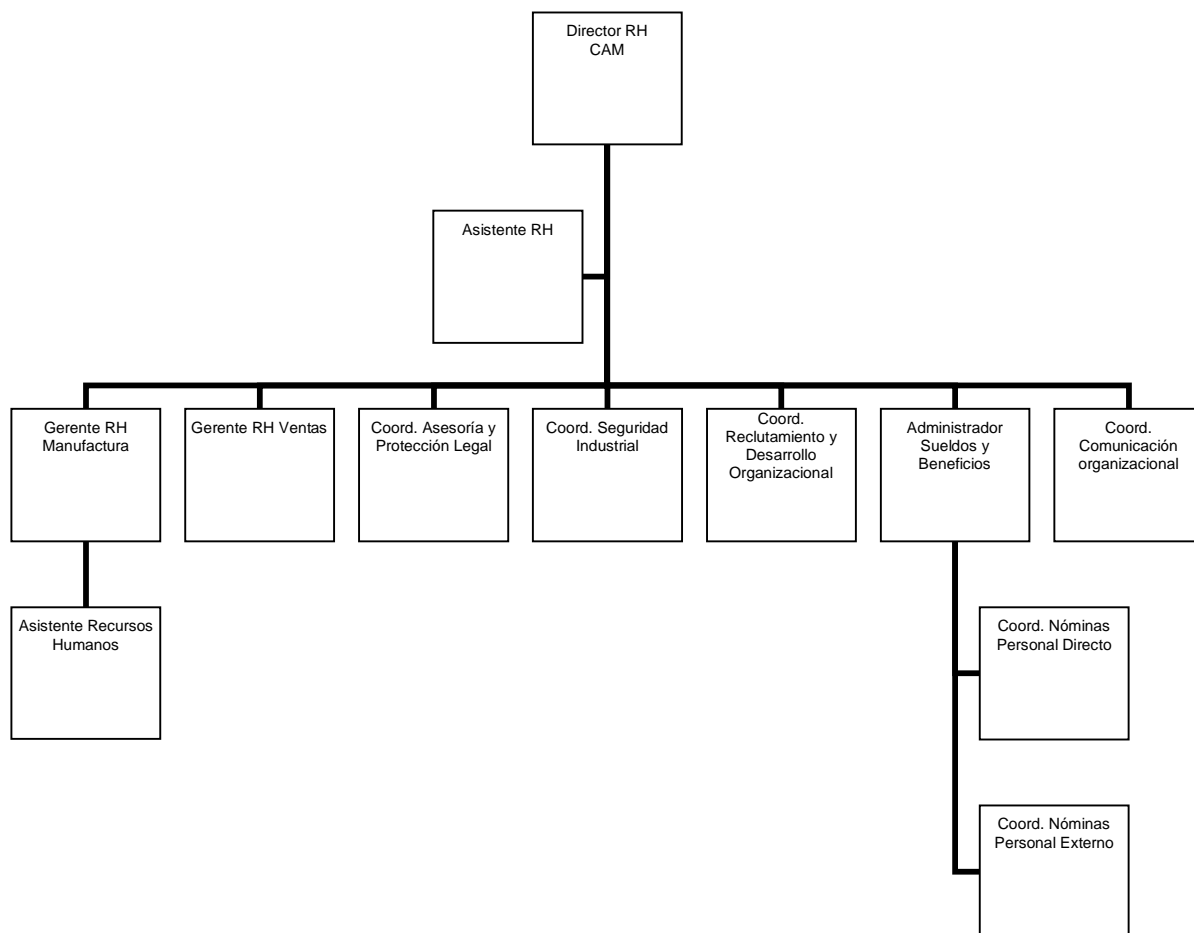 Director RH
CAM
Asistente RH
Gerente RH
Manufactura
Gerente RH Ventas
Coord. Asesoría y
Protección Legal
Coord. Seguridad
Industrial
Coord.
Reclutamiento y
Desarrollo
Organizacional
Administrador
Sueldos y
Beneficios
Coord.
Comunicación
organizacional
Asistente Recursos
Humanos
Coord. Nóminas
Personal Directo
Coord. Nóminas
Personal Externo